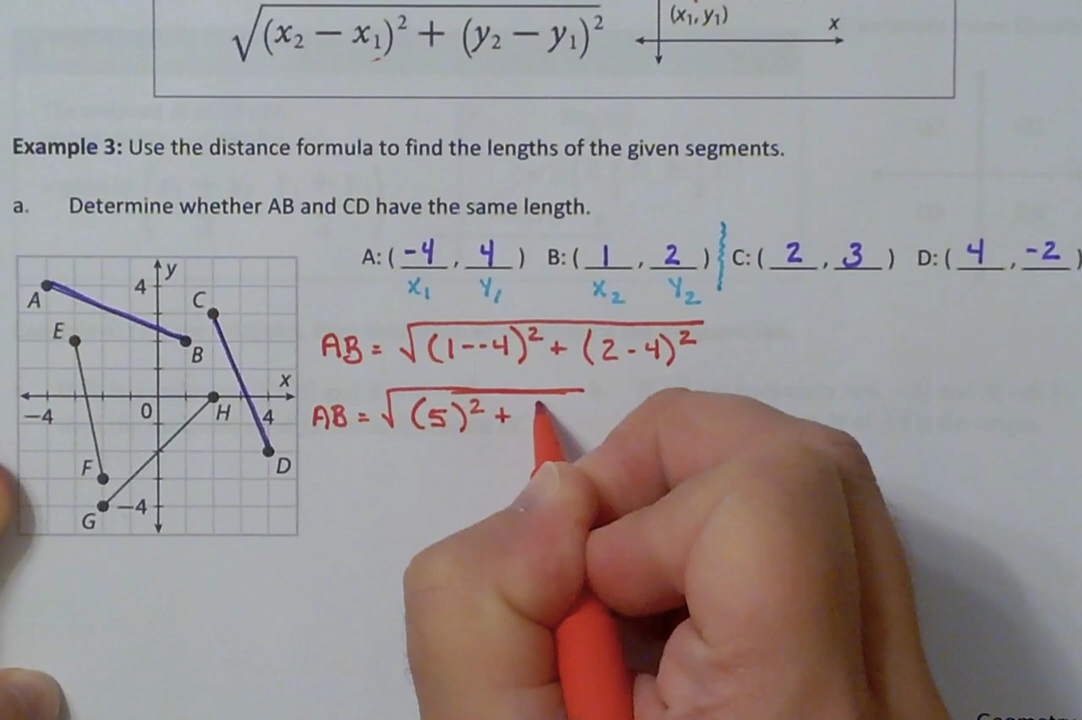 √(x₂ − x₁)² + (y₂ − y₁)²
(x₁, y₁)
x
Example 3: Use the distance formula to find the lengths of the given segments.
a. Determine whether AB and CD have the same length.
A: (-4, 4) B: (1, 2) C: (2, 3) D: (4, -2)
x₁ y₁ x₂ y₂
AB = √(1--4)² + (2-4)²
AB = √(5)² +
y
4
A
C
E
B
x
−4
0
H
4
F
D
G
−4